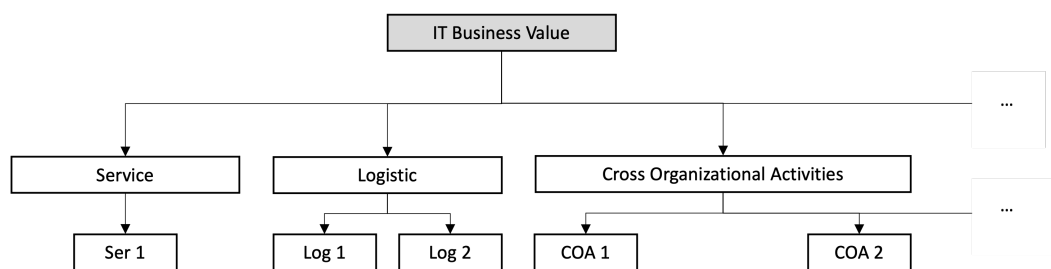 IT Business Value
...
Service
Logistic
Cross Organizational Activities
...
Ser 1
Log 1
Log 2
COA 1
COA 2